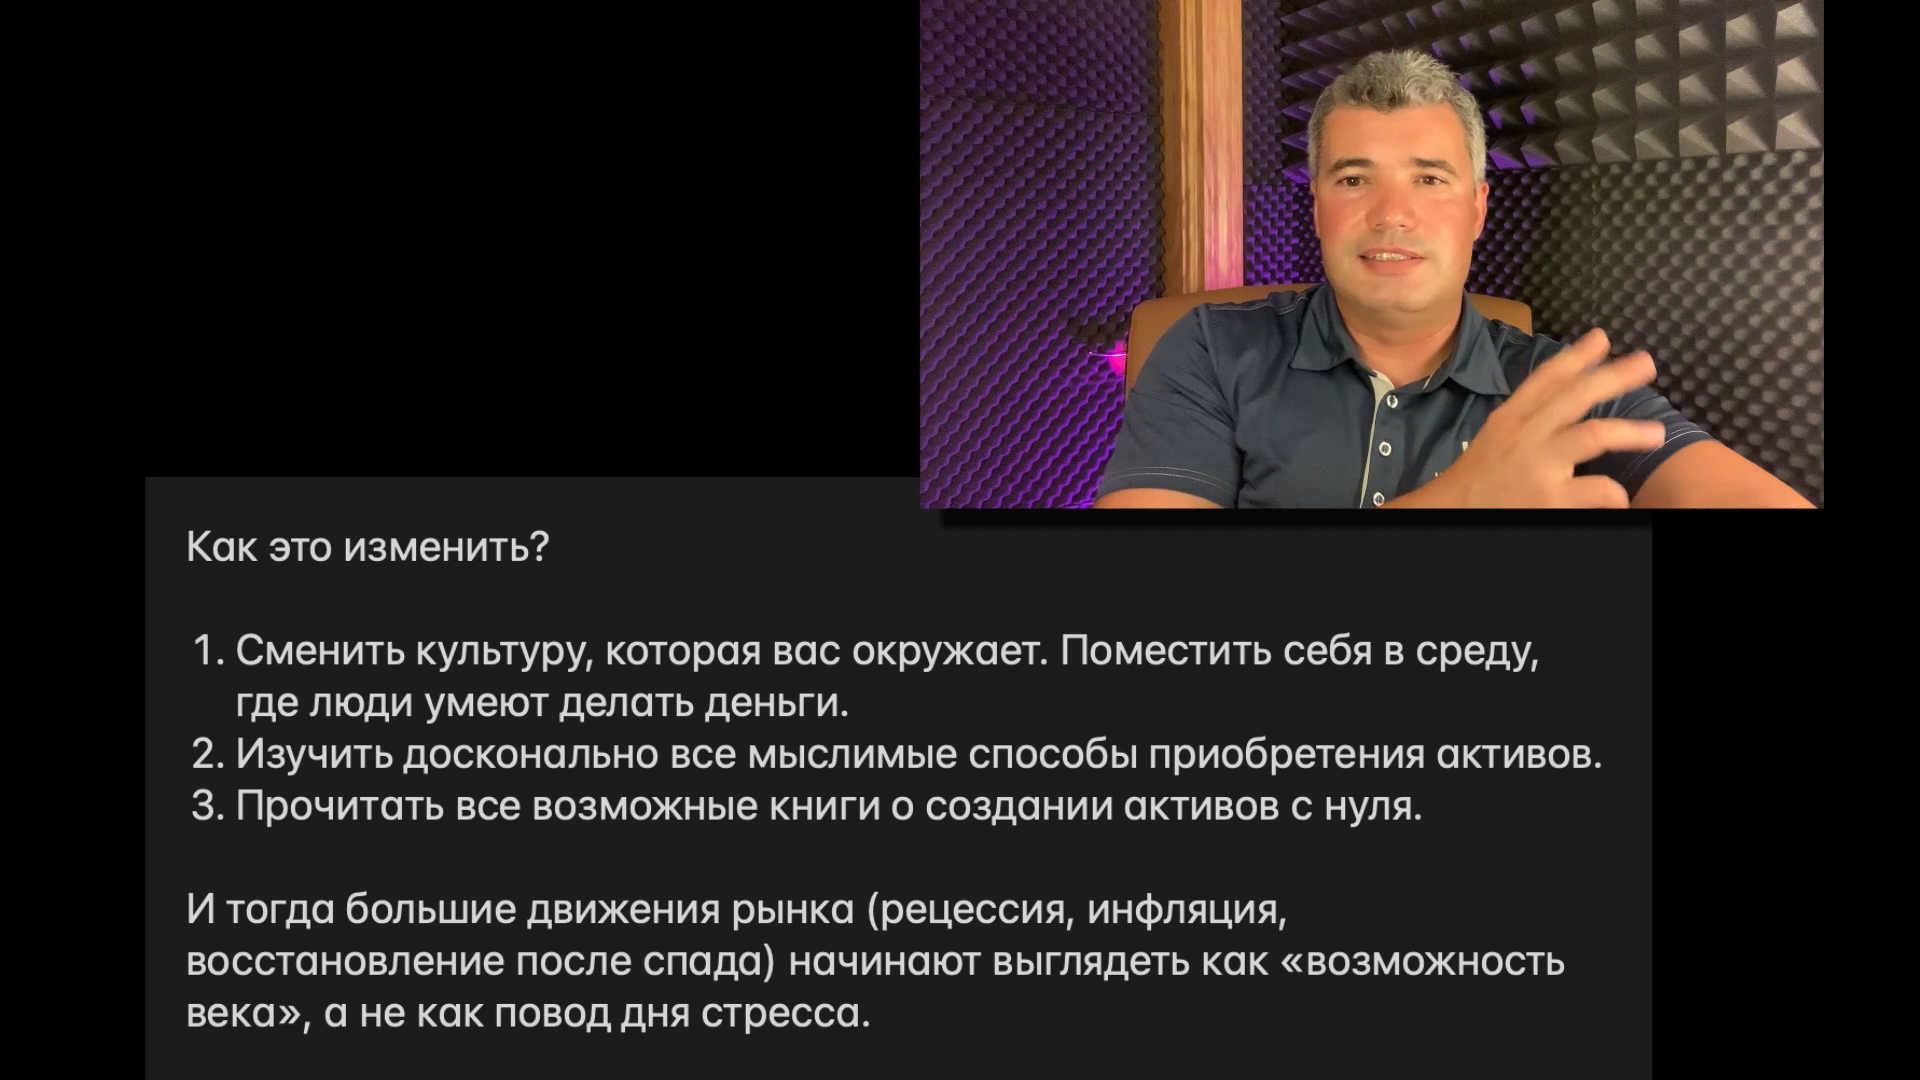 Как это изменить?
1. Сменить культуру, которая вас окружает. Поместить себя в среду,
где люди умеют делать деньги.
2. Изучить досконально все мыслимые способы приобретения активов.
3. Прочитать все возможные книги о создании активов с нуля.
И тогда большие движения рынка (рецессия, инфляция,
восстановление после спада) начинают выглядеть как «возможность
века», а не как повод дня стресса.